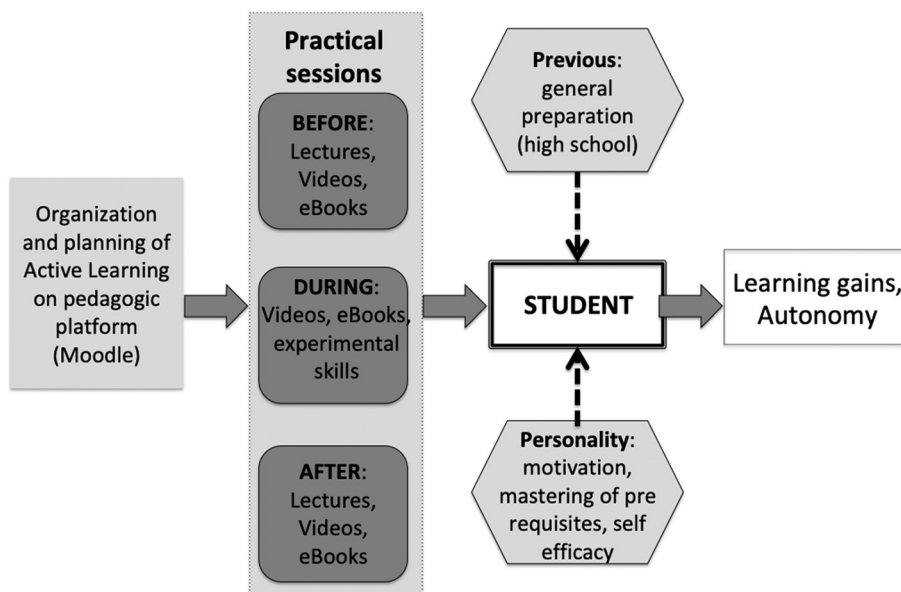 Organization
and planning of
Active Learning
on pedagogic
platform
(Moodle)
Practical
sessions
BEFORE:
Lectures,
Videos,
eBooks
DURING:
Videos, eBooks,
experimental
skills
AFTER:
Lectures,
Videos,
eBooks
Previous:
general
preparation
(high school)
STUDENT
Personality:
motivation,
mastering of pre
requisites, self
efficacy
Learning gains,
Autonomy